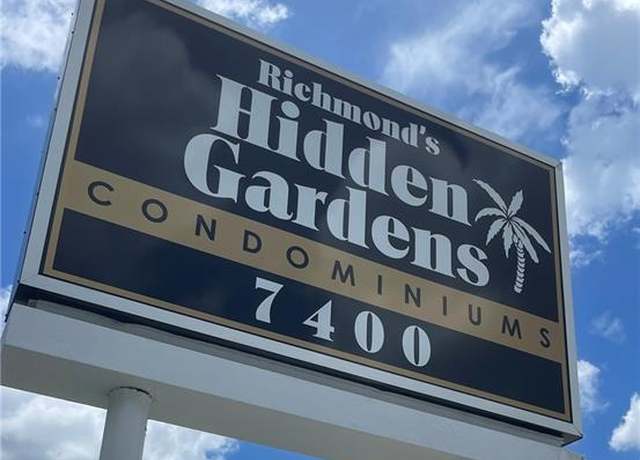 Richmond's
Hidden
Gardens
CONDOMINIUMS
7400